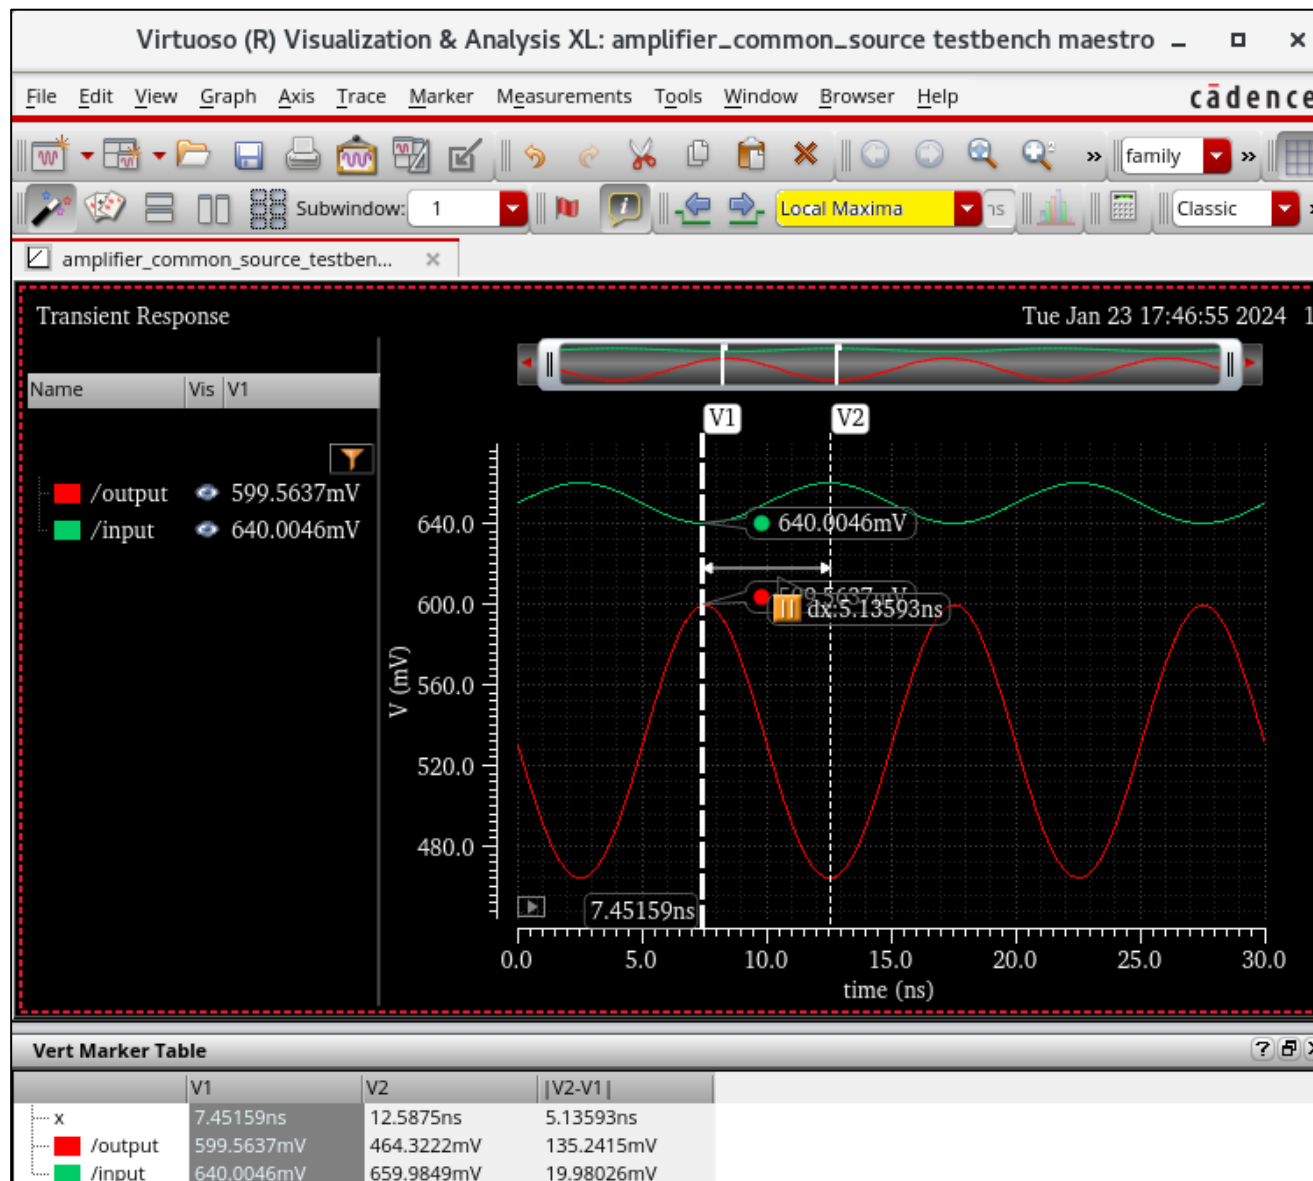 Virtuoso (R) Visualization & Analysis XL: amplifier_common_source testbench maestro
File Edit View Graph Axis Trace Marker Measurements Tools Window Browser Help cādence
family
Subwindow: 1 Local Maxima ns Classic
amplifier_common_source_testben...
Transient Response Tue Jan 23 17:46:55 2024 1
Name Vis V1
V1 V2
/output 599.5637mV
/input 640.0046mV
640.0
640.0046mV
600.0
599.5637mV
dx:5.13593ns
V (mV)
560.0
520.0
480.0
7.45159ns
0.0 5.0 10.0 15.0 20.0 25.0 30.0
time (ns)
Vert Marker Table
V1 V2 |V2-V1|
x 7.45159ns 12.5875ns 5.13593ns
/output 599.5637mV 464.3222mV 135.2415mV
/input 640.0046mV 659.9849mV 19.98026mV